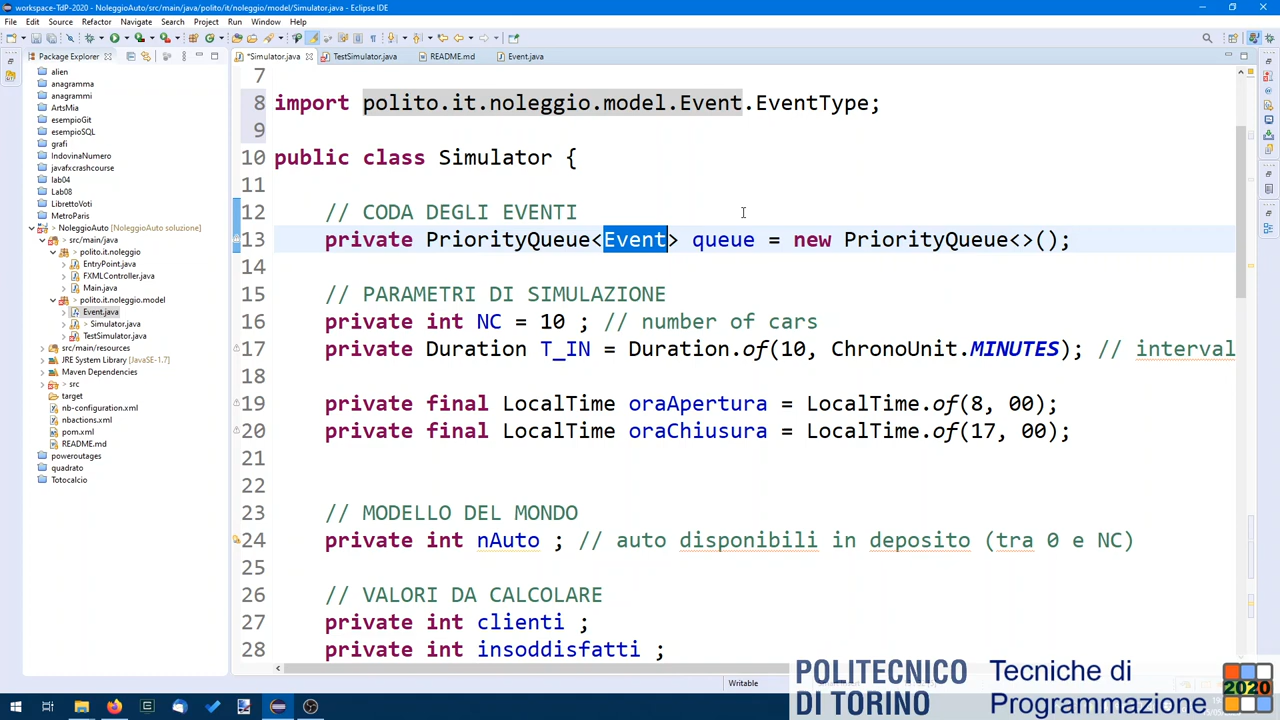 workspace-TdP-2020 - NoleggioAuto/src/main/java/polito/it/noleggio/model/Simulator.java - Eclipse IDE
File Edit Source Refactor Navigate Search Project Run Window Help
Package Explorer
*Simulator.java TestSimulator.java README.md Event.java
alien
anagramma
anagrammi
ArtsMia
esempioGit
esempioSQL
grafi
IndovinaNumero
javafxcrashcourse
lab04
Lab08
LibrettoVoti
MetroParis
NoleggioAuto [NoleggioAuto soluzione]
src/main/java
polito.it.noleggio
EntryPoint.java
FXMLController.java
Main.java
polito.it.noleggio.model
Event.java
Simulator.java
TestSimulator.java
src/main/resources
JRE System Library [JavaSE-1.7]
Maven Dependencies
src
target
nb-configuration.xml
nbactions.xml
pom.xml
README.md
poweroutages
quadrato
Totocalcio
7
8 import polito.it.noleggio.model.Event.EventType;
9
10 public class Simulator {
11
12 // CODA DEGLI EVENTI
13 private PriorityQueue<Event> queue = new PriorityQueue<>();
14
15 // PARAMETRI DI SIMULAZIONE
16 private int NC = 10 ; // number of cars
17 private Duration T_IN = Duration.of(10, ChronoUnit.MINUTES); // interval
18
19 private final LocalTime oraApertura = LocalTime.of(8, 00);
20 private final LocalTime oraChiusura = LocalTime.of(17, 00);
21
22
23 // MODELLO DEL MONDO
24 private int nAuto ; // auto disponibili in deposito (tra 0 e NC)
25
26 // VALORI DA CALCOLARE
27 private int clienti ;
28 private int insoddisfatti ;
Writable
POLITECNICO
DI TORINO
Tecniche di
Programmazione
2020